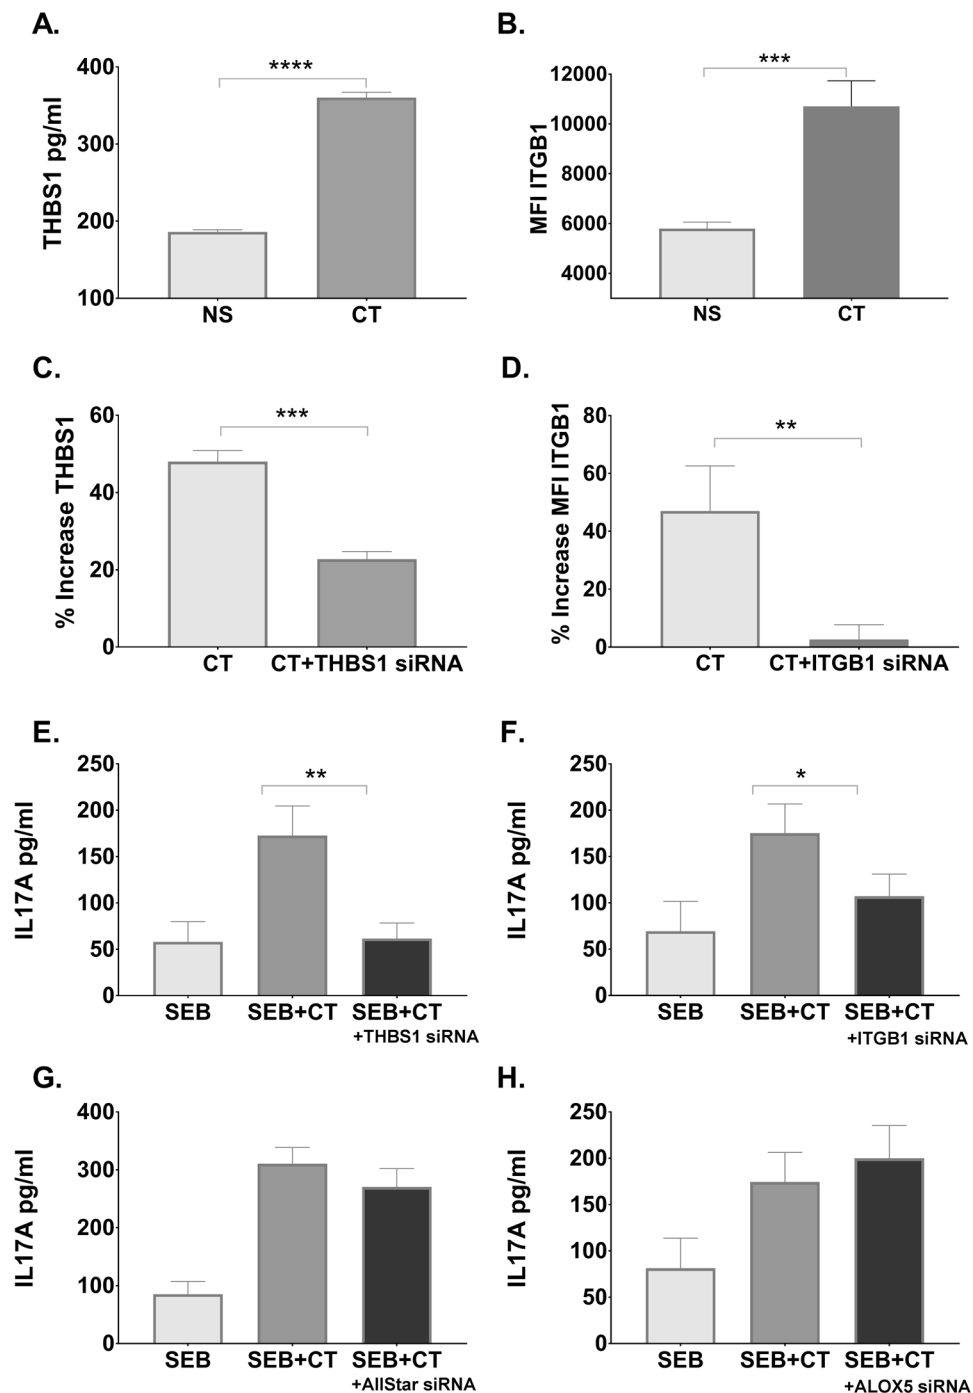 A.
THBS1 pg/ml
400
300
200
100
****
NS CT
B.
MFI ITGB1
12000
10000
8000
6000
4000
***
NS CT
C.
% Increase THBS1
60
40
20
0
***
CT CT+THBS1 siRNA
D.
% Increase MFI ITGB1
80
60
40
20
0
**
CT CT+ITGB1 siRNA
E.
IL17A pg/ml
250
200
150
100
50
0
**
SEB SEB+CT SEB+CT
+THBS1 siRNA
F.
IL17A pg/ml
250
200
150
100
50
0
*
SEB SEB+CT SEB+CT
+ITGB1 siRNA
G.
IL17A pg/ml
400
300
200
100
0
SEB SEB+CT SEB+CT
+AllStar siRNA
H.
IL17A pg/ml
250
200
150
100
50
0
SEB SEB+CT SEB+CT
+ALOX5 siRNA